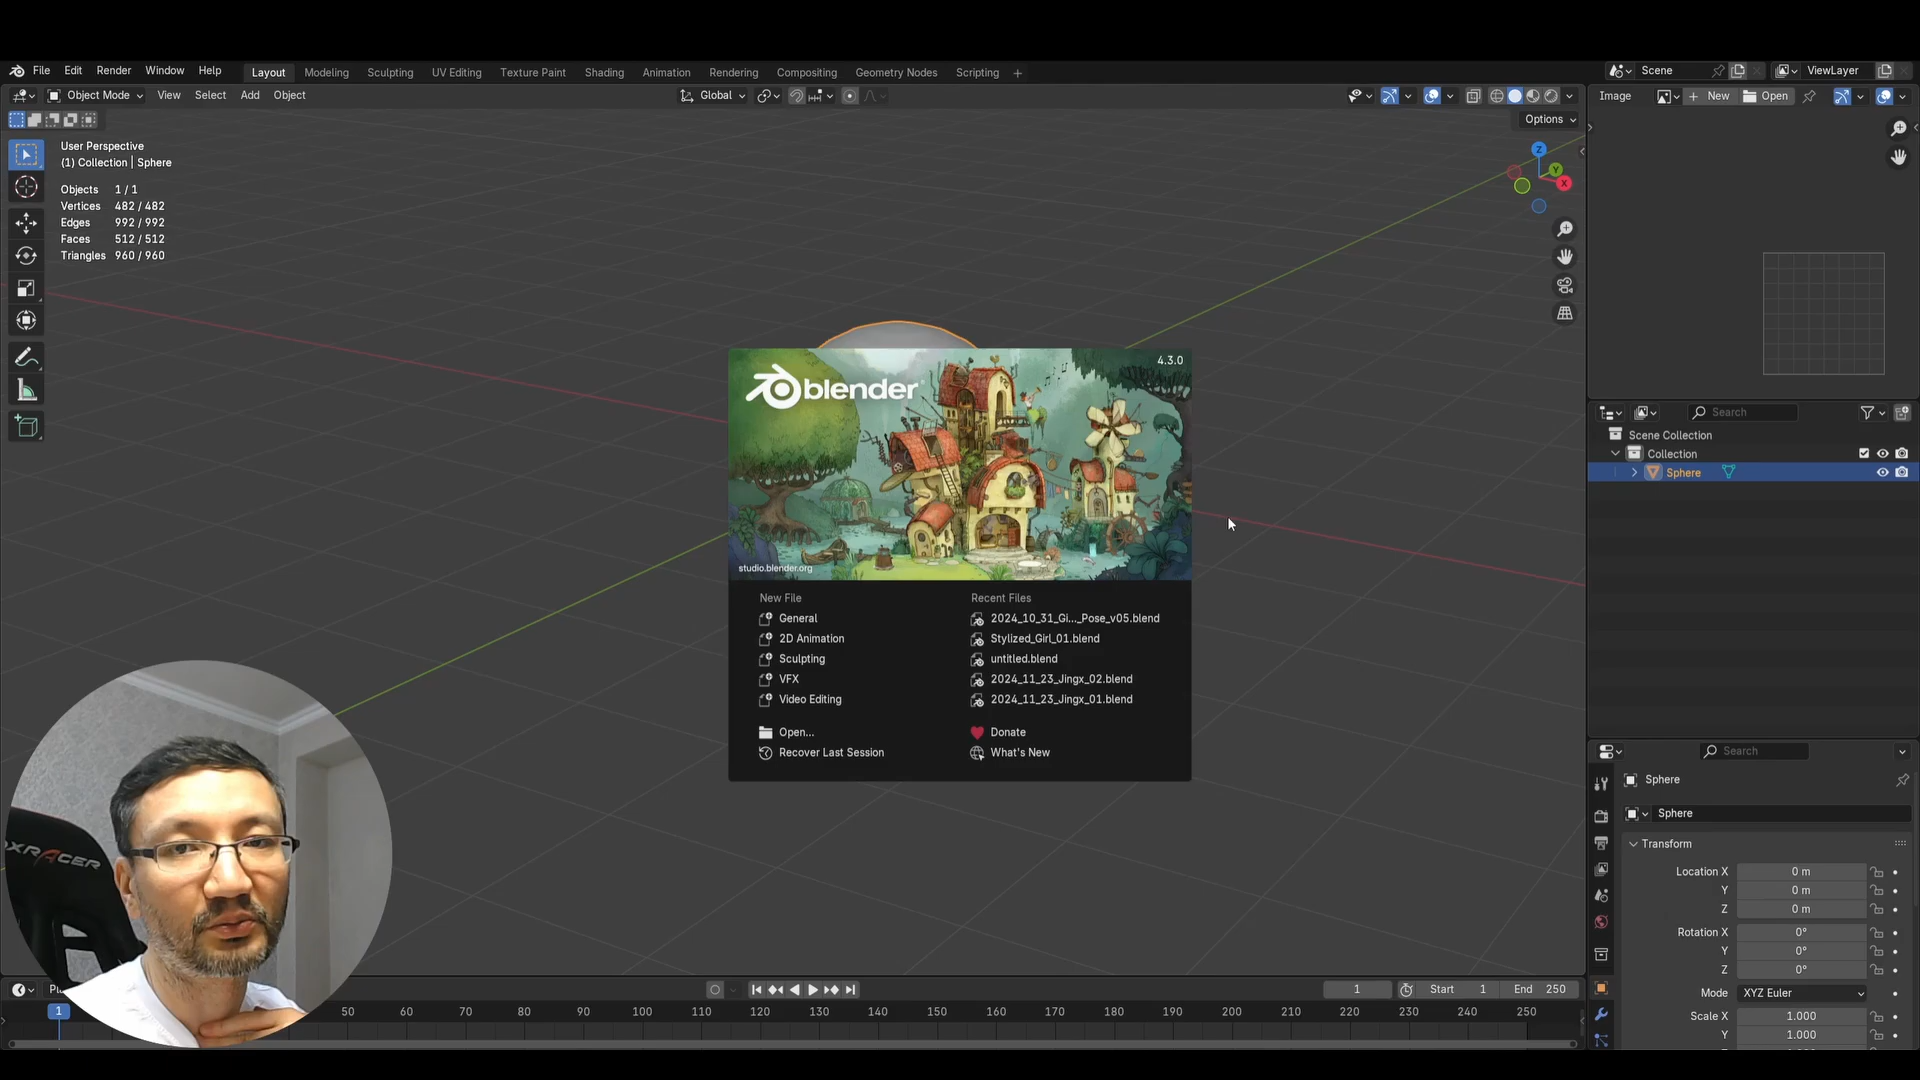 File Edit Render Window Help Layout Modeling Sculpting UV Editing Texture Paint Shading Animation Rendering Compositing Geometry Nodes Scripting + Scene ViewLayer
Object Mode View Select Add Object Global Image New Open
Options
User Perspective
(1) Collection | Sphere
Objects 1 / 1
Vertices 482 / 482
Edges 992 / 992
Faces 512 / 512
Triangles 960 / 960
Z
Y
X
4.3.0
blender
studio.blender.org
New File
General
2D Animation
Sculpting
VFX
Video Editing
Open...
Recover Last Session
Recent Files
2024_10_31_Gi..._Pose_v05.blend
Stylized_Girl_01.blend
untitled.blend
2024_11_23_Jingx_02.blend
2024_11_23_Jingx_01.blend
Donate
What's New
Search
Scene Collection
Collection
Sphere
Search
Sphere
Sphere
Transform
Location X 0 m
Y 0 m
Z 0 m
Rotation X 0°
Y 0°
Z 0°
Mode XYZ Euler
Scale X 1.000
Y 1.000
1 Start 1 End 250
1 50 60 70 80 90 100 110 120 130 140 150 160 170 180 190 200 210 220 230 240 250